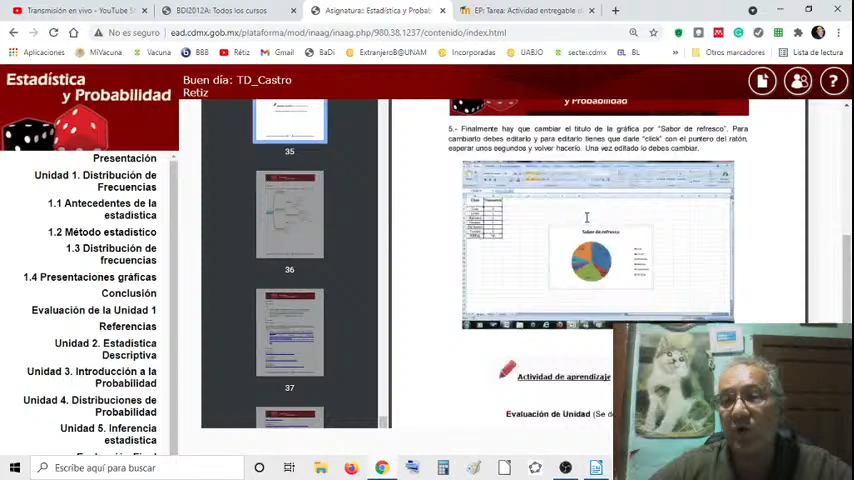 Transmisión en vivo - YouTube S
BDI2012A: Todos los cursos
Asignatura: Estadística y Probabil
EP: Tarea: Actividad entregable d
No es seguro | ead.cdmx.gob.mx/plataforma/mod/inaag/inaag.php/980.38.1237/contenido/index.html
Aplicaciones
MiVacuna
BBB
Rétiz
Gmail
BaDi
ExtranjeroB@UNAM
Incorporadas
UABJO
sectei.cdmx
BL
Otros marcadores
Lista de lectura
Estadística
y Probabilidad
Buen día: TD_Castro
Retiz
Presentación
Unidad 1. Distribución de
Frecuencias
1.1 Antecedentes de la
estadística
1.2 Método estadístico
1.3 Distribución de
frecuencias
1.4 Presentaciones gráficas
Conclusión
Evaluación de la Unidad 1
Referencias
Unidad 2. Estadística
Descriptiva
Unidad 3. Introducción a la
Probabilidad
Unidad 4. Distribuciones de
Probabilidad
Unidad 5. Inferencia
estadística
35
36
37
y Probabilidad
5.- Finalmente hay que cambiar el titulo de la gráfica por "Sabor de refresco". Para
cambiarlo debes editarlo y para editarlo tienes que darle "click" con el puntero del ratón,
esperar unos segundos y volver hacerlo. Una vez editado lo debes cambiar.
Sabor de refresco
Actividad de aprendizaje
Evaluación de Unidad (Se de
Escribe aquí para buscar